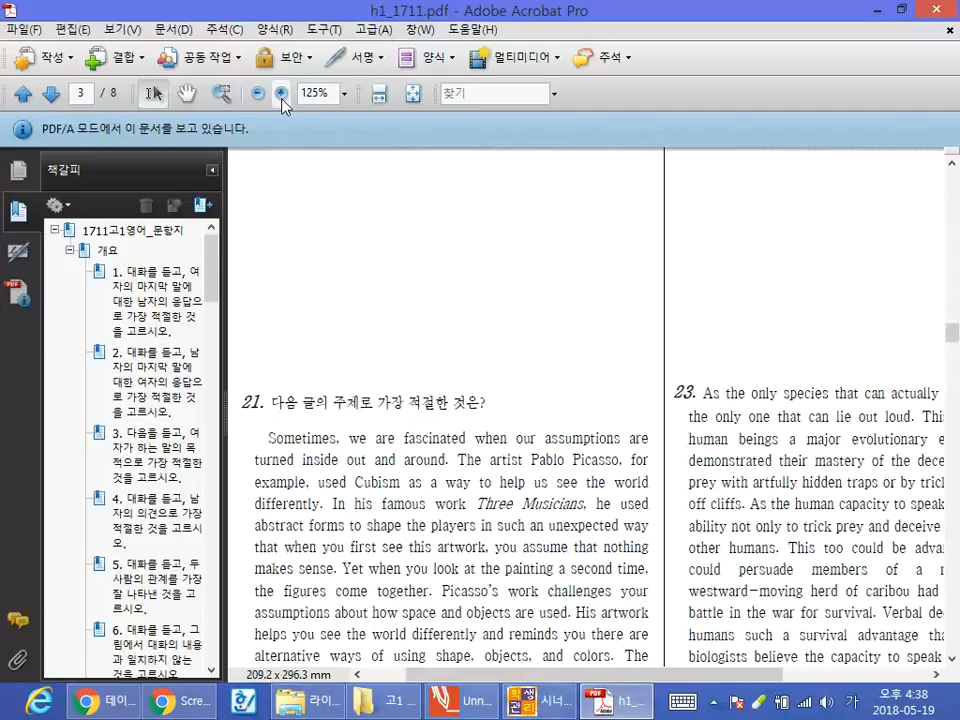 h1_1711.pdf - Adobe Acrobat Pro
파일(F) 편집(E) 보기(V) 문서(D) 주석(C) 양식(R) 도구(T) 고급(A) 창(W) 도움말(H)
작성 결합 공동 작업 보안 서명 양식 멀티미디어 주석
3 / 8 125% 찾기
PDF/A 모드에서 이 문서를 보고 있습니다.
책갈피
1711고1영어_문항지
개요
1. 대화를 듣고, 여
자의 마지막 말에
대한 남자의 응답으
로 가장 적절한 것
을 고르시오.
2. 대화를 듣고, 남
자의 마지막 말에
대한 여자의 응답으
로 가장 적절한 것
을 고르시오.
3. 다음을 듣고, 여
자가 하는 말의 목
적으로 가장 적절한
것을 고르시오.
4. 대화를 듣고, 남
자의 의견으로 가장
적절한 것을 고르시
오.
5. 대화를 듣고, 두
사람의 관계를 가장
잘 나타낸 것을 고
르시오.
6. 대화를 듣고, 그
림에서 대화의 내용
과 일치하지 않는
21. 다음 글의 주제로 가장 적절한 것은?
Sometimes, we are fascinated when our assumptions are
turned inside out and around. The artist Pablo Picasso, for
example, used Cubism as a way to help us see the world
differently. In his famous work Three Musicians, he used
abstract forms to shape the players in such an unexpected way
that when you first see this artwork, you assume that nothing
makes sense. Yet when you look at the painting a second time,
the figures come together. Picasso's work challenges your
assumptions about how space and objects are used. His artwork
helps you see the world differently and reminds you there are
alternative ways of using shape, objects, and colors. The
23. As the only species that can actually
the only one that can lie out loud. Thi
human beings a major evolutionary e
demonstrated their mastery of the dece
prey with artfully hidden traps or by tric
off cliffs. As the human capacity to speak
ability not only to trick prey and deceive
other humans. This too could be adva
could persuade members of a r
westward-moving herd of caribou had
battle in the war for survival. Verbal de
humans such a survival advantage tha
biologists believe the capacity to speak
209.2 x 296.3 mm
데이... Scre... 라이... 고1 ... Unn... 학생 관리 시너... h1_... 가
오후 4:38
2018-05-19